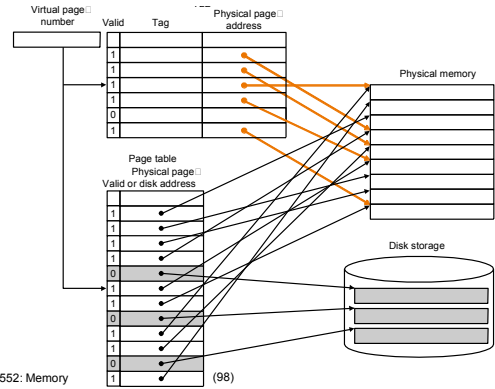 Virtual page
number
Valid
Tag
Physical page
address
1
1
1
1
0
1
Physical memory
Page table
Physical page
Valid or disk address
1
1
1
1
0
1
1
0
1
1
0
1
Disk storage
552: Memory
(98)